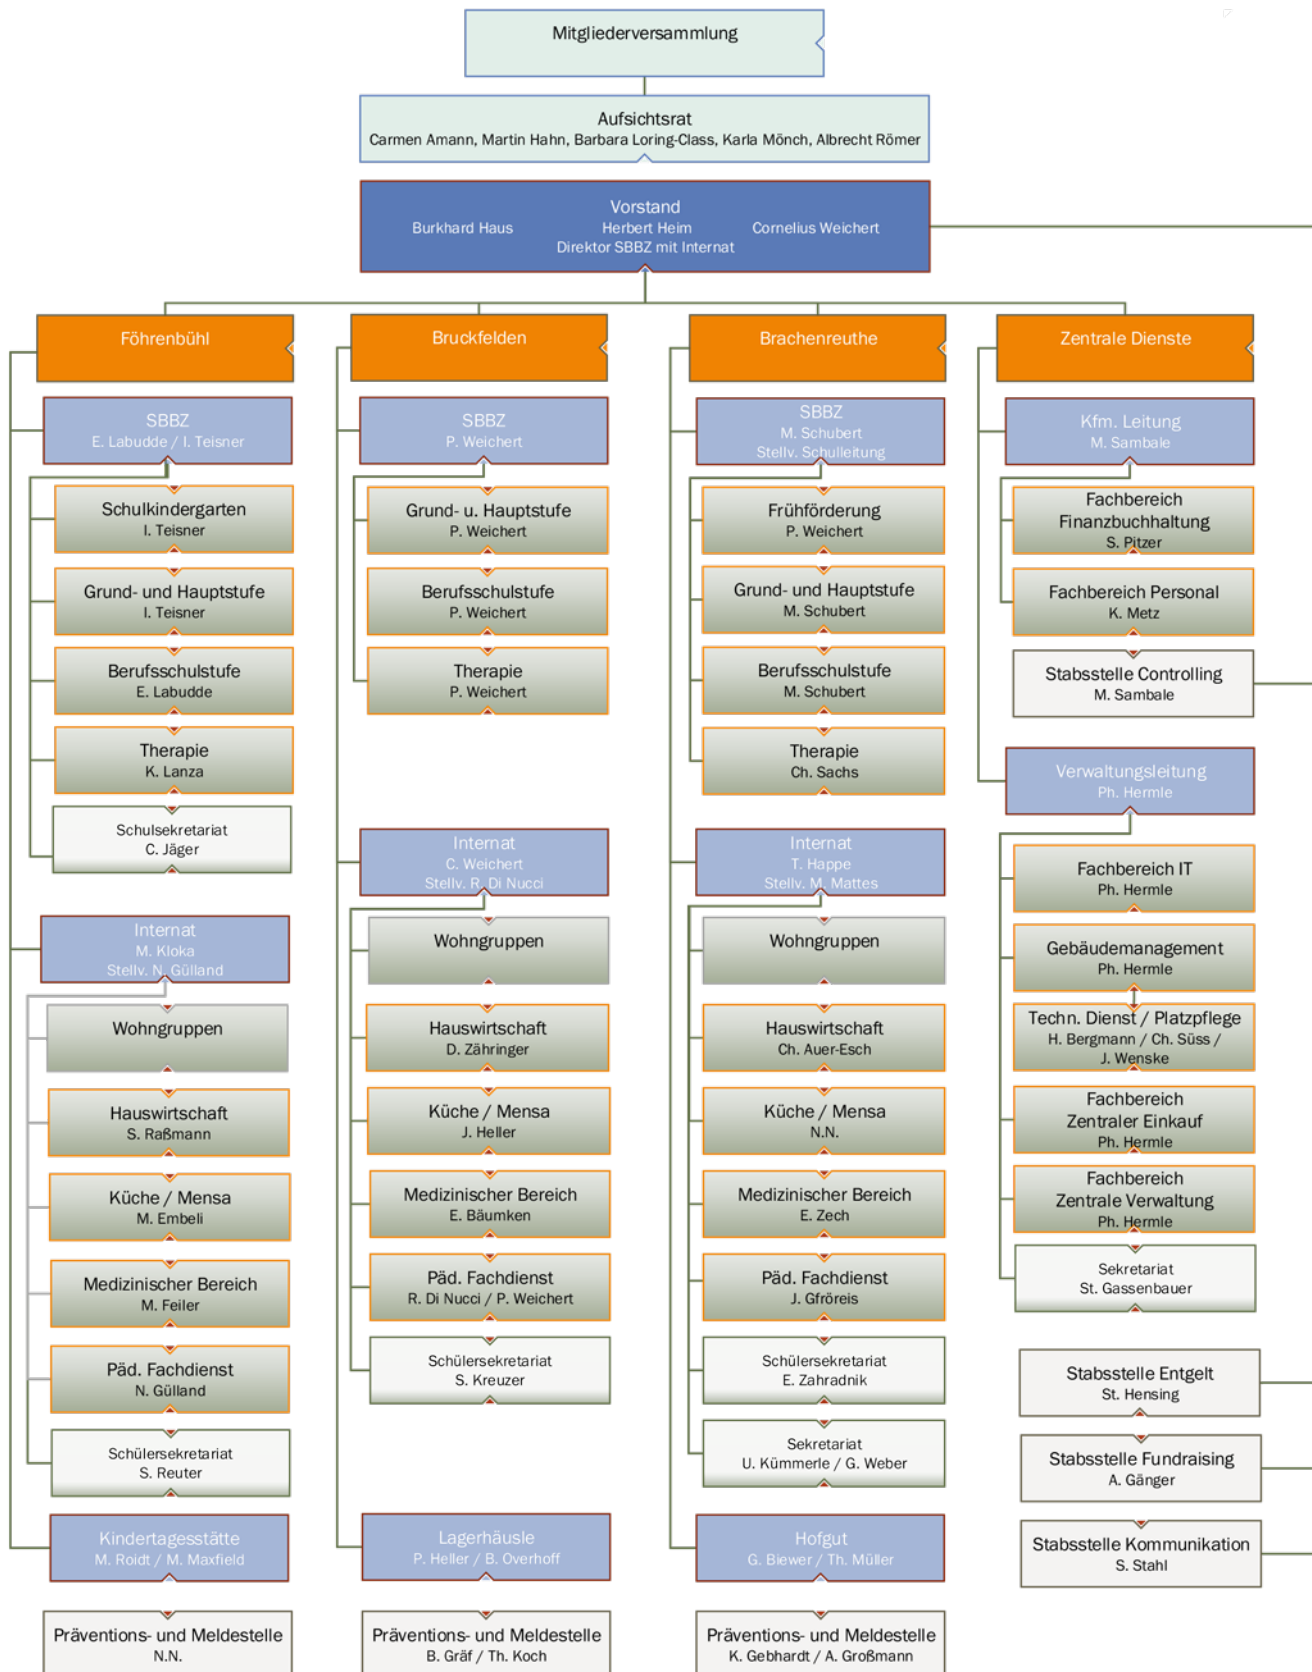 Mitgliederversammlung
Aufsichtsrat
Carmen Amann, Martin Hahn, Barbara Loring-Class, Karla Mönch, Albrecht Römer
Vorstand
Burkhard Haus
Herbert Heim
Cornelius Weichert
Direktor SBBZ mit Internat
Föhrenbühl
SBBZ
E. Labudde / I. Teisner
Schulkindergarten
I. Teisner
Grund- und Hauptstufe
I. Teisner
Berufsschulstufe
E. Labudde
Therapie
K. Lanza
Schulsekretariat
C. Jäger
Internat
M. Kloka
Stellv. N. Gülland
Wohngruppen
Hauswirtschaft
S. Raßmann
Küche / Mensa
M. Embeli
Medizinischer Bereich
M. Feiler
Päd. Fachdienst
N. Gülland
Schülersekretariat
S. Reuter
Kindertagesstätte
M. Roidt / M. Maxfield
Präventions- und Meldestelle
N.N.
Bruckfelden
SBBZ
P. Weichert
Grund- u. Hauptstufe
P. Weichert
Berufsschulstufe
P. Weichert
Therapie
P. Weichert
Internat
C. Weichert
Stellv. R. Di Nucci
Wohngruppen
Hauswirtschaft
D. Zähringer
Küche / Mensa
J. Heller
Medizinischer Bereich
E. Bäumken
Päd. Fachdienst
R. Di Nucci / P. Weichert
Schülersekretariat
S. Kreuzer
Lagerhäusle
P. Heller / B. Overhoff
Präventions- und Meldestelle
B. Gräf / Th. Koch
Brachenreuthe
SBBZ
M. Schubert
Stellv. Schulleitung
Frühförderung
P. Weichert
Grund- und Hauptstufe
M. Schubert
Berufsschulstufe
M. Schubert
Therapie
Ch. Sachs
Internat
T. Happe
Stellv. M. Mattes
Wohngruppen
Hauswirtschaft
Ch. Auer-Esch
Küche / Mensa
N.N.
Medizinischer Bereich
E. Zech
Päd. Fachdienst
J. Gfröreis
Schülersekretariat
E. Zahradnik
Sekretariat
U. Kümmerle / G. Weber
Hofgut
G. Biewer / Th. Müller
Präventions- und Meldestelle
K. Gebhardt / A. Großmann
Zentrale Dienste
Kfm. Leitung
M. Sambale
Fachbereich
Finanzbuchhaltung
S. Pitzer
Fachbereich Personal
K. Metz
Stabsstelle Controlling
M. Sambale
Verwaltungsleitung
Ph. Hermle
Fachbereich IT
Ph. Hermle
Gebäudemanagement
Ph. Hermle
Techn. Dienst / Platzpflege
H. Bergmann / Ch. Süss /
J. Wenske
Fachbereich
Zentraler Einkauf
Ph. Hermle
Fachbereich
Zentrale Verwaltung
Ph. Hermle
Sekretariat
St. Gassenbauer
Stabsstelle Entgelt
St. Hensing
Stabsstelle Fundraising
A. Gänger
Stabsstelle Kommunikation
S. Stahl